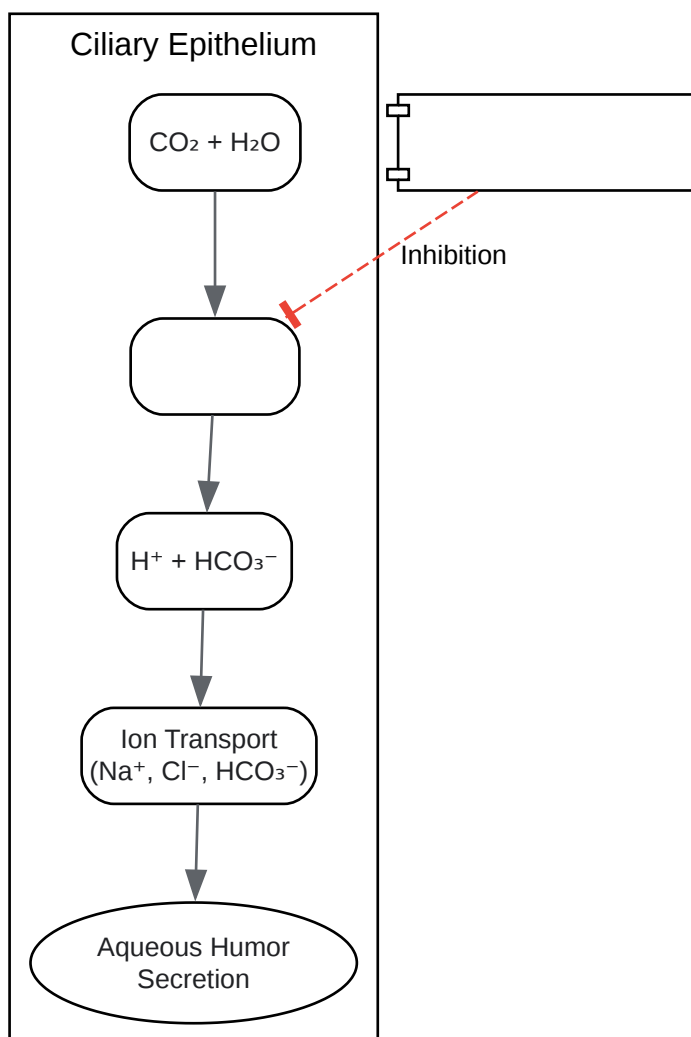 Ciliary Epithelium
CO₂ + H₂O
Inhibition
H⁺ + HCO₃⁻
Ion Transport
(Na⁺, Cl⁻, HCO₃⁻)
Aqueous Humor
Secretion